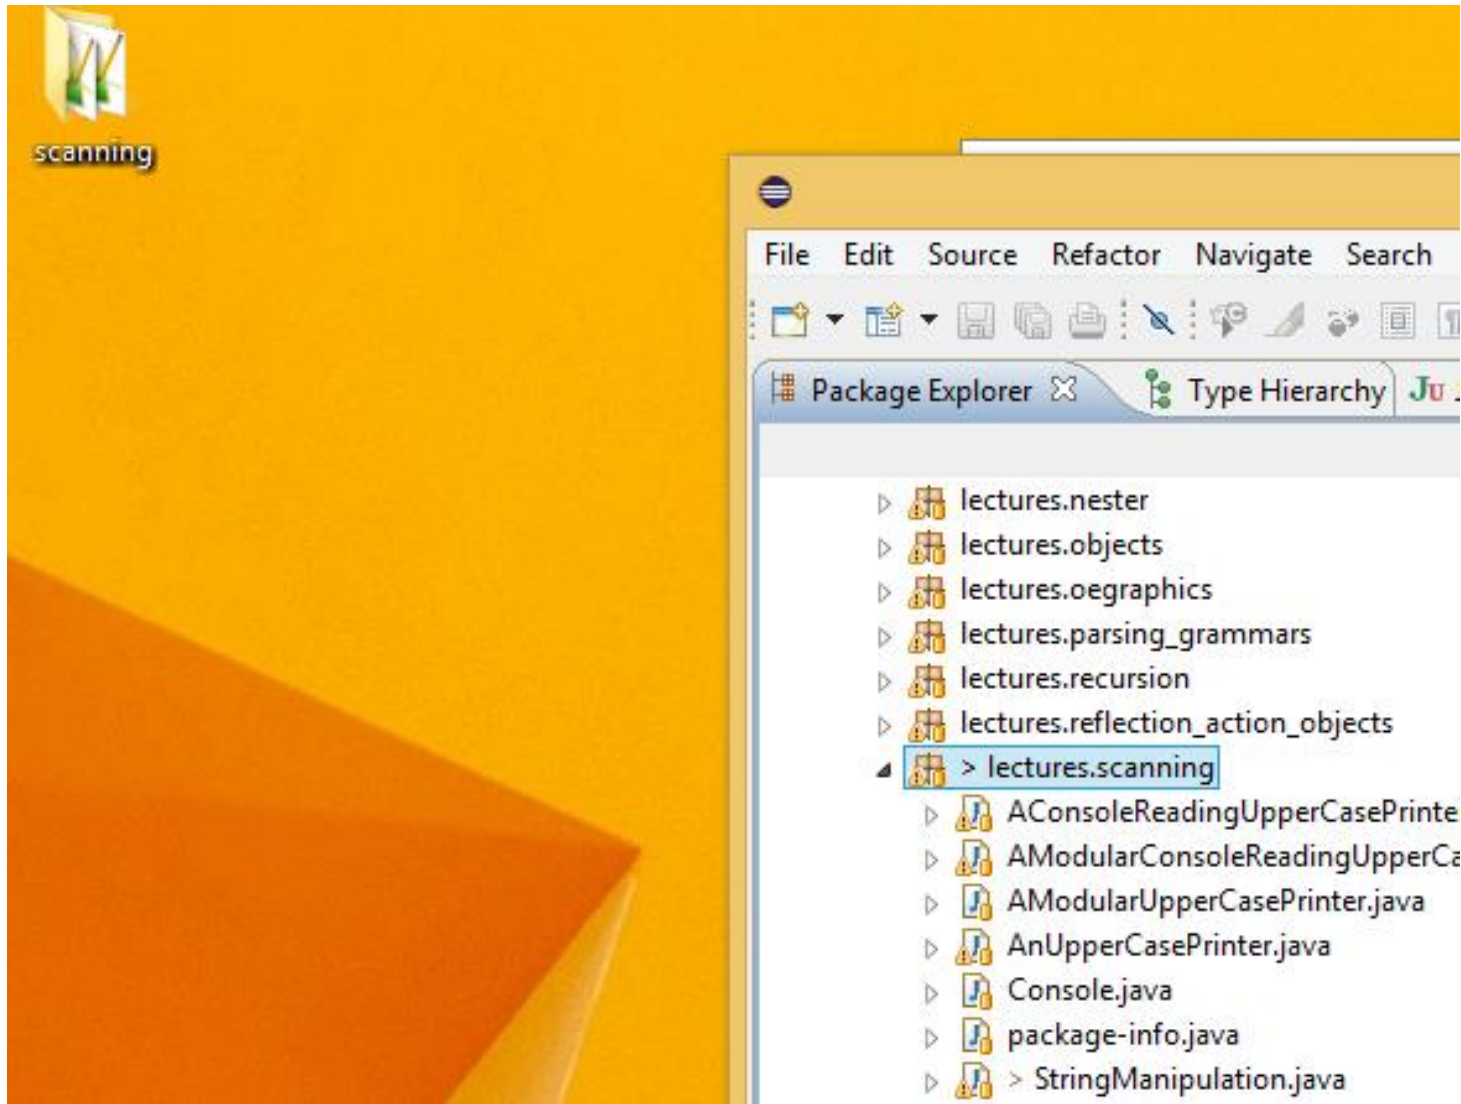 scanning
File Edit Source Refactor Navigate Search
Package Explorer Type Hierarchy Ju
lectures.nester
lectures.objects
lectures.oegraphics
lectures.parsing_grammars
lectures.recursion
lectures.reflection_action_objects
> lectures.scanning
AConsoleReadingUpperCasePrinte
AModularConsoleReadingUpperCa
AModularUpperCasePrinter.java
AnUpperCasePrinter.java
Console.java
package-info.java
> StringManipulation.java